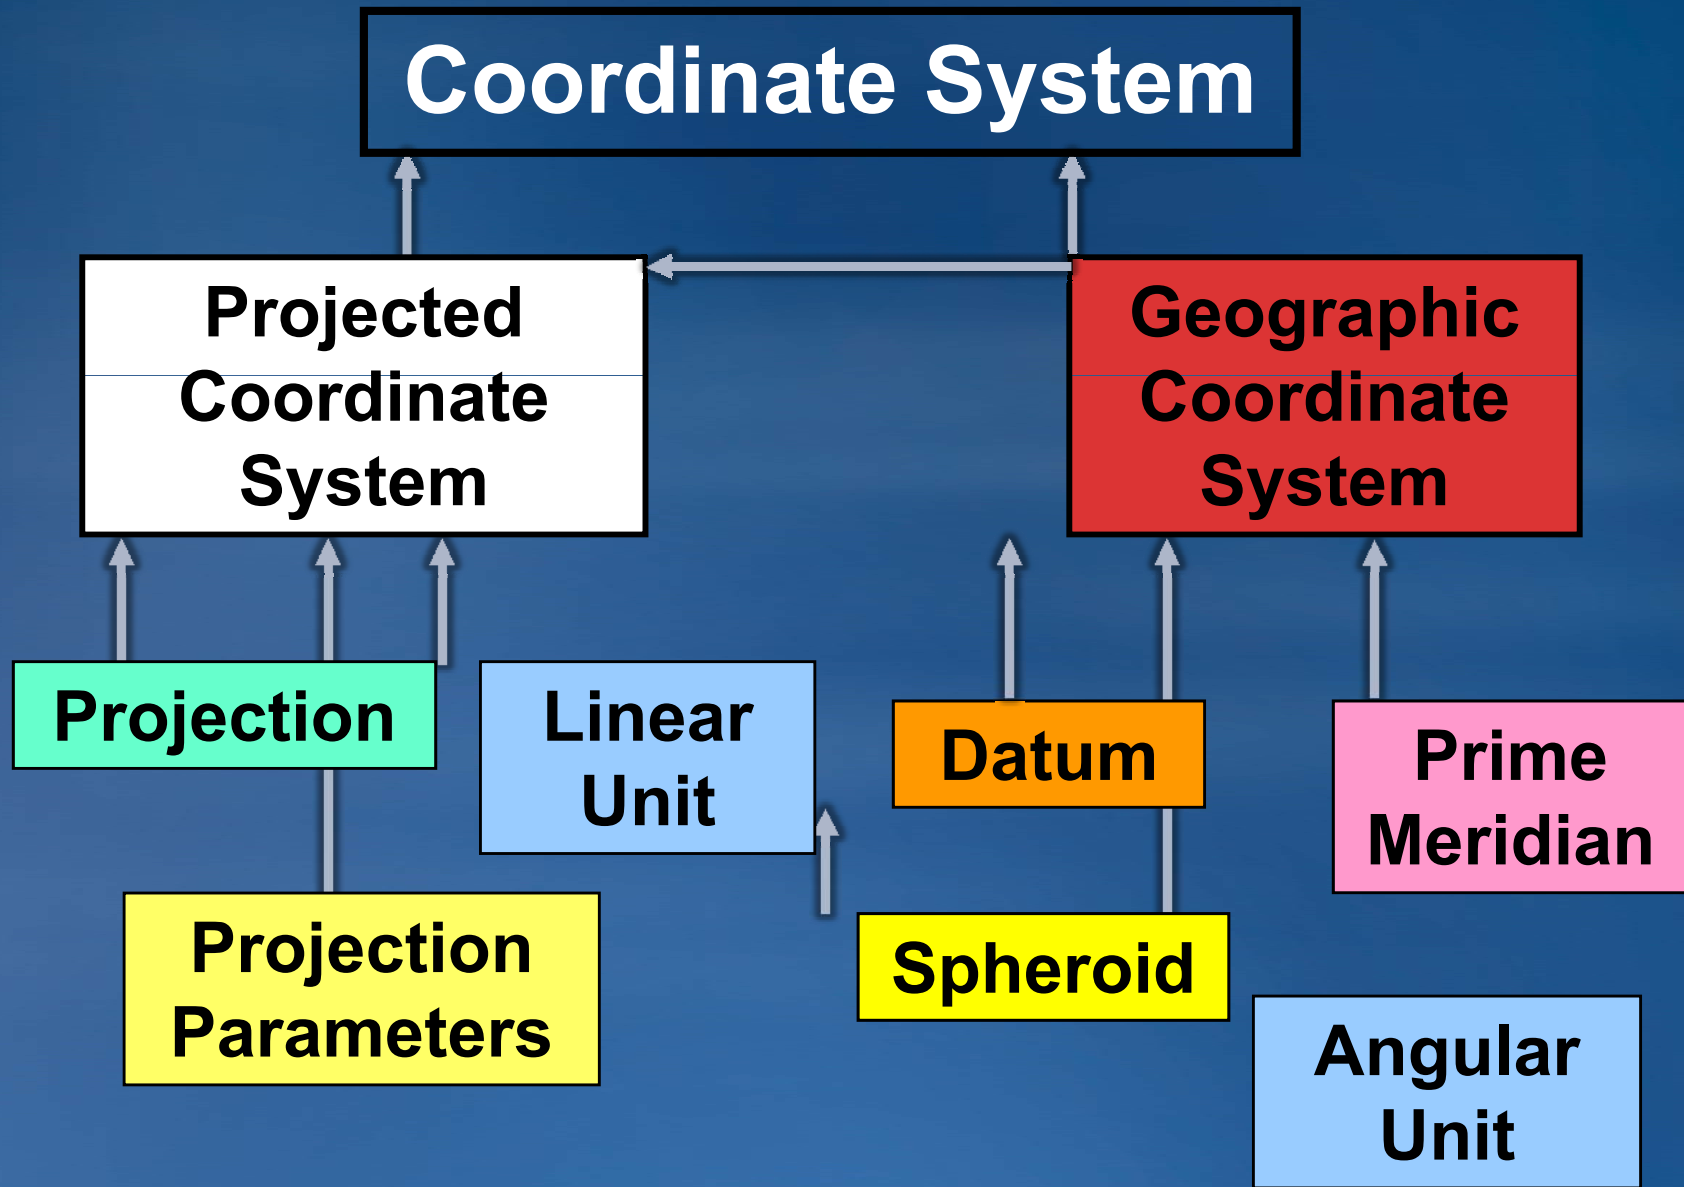 Coordinate System
Projected
Coordinate
System
Geographic
Coordinate
System
Projection
Linear
Unit
Datum
Prime
Meridian
Projection
Parameters
Spheroid
Angular
Unit